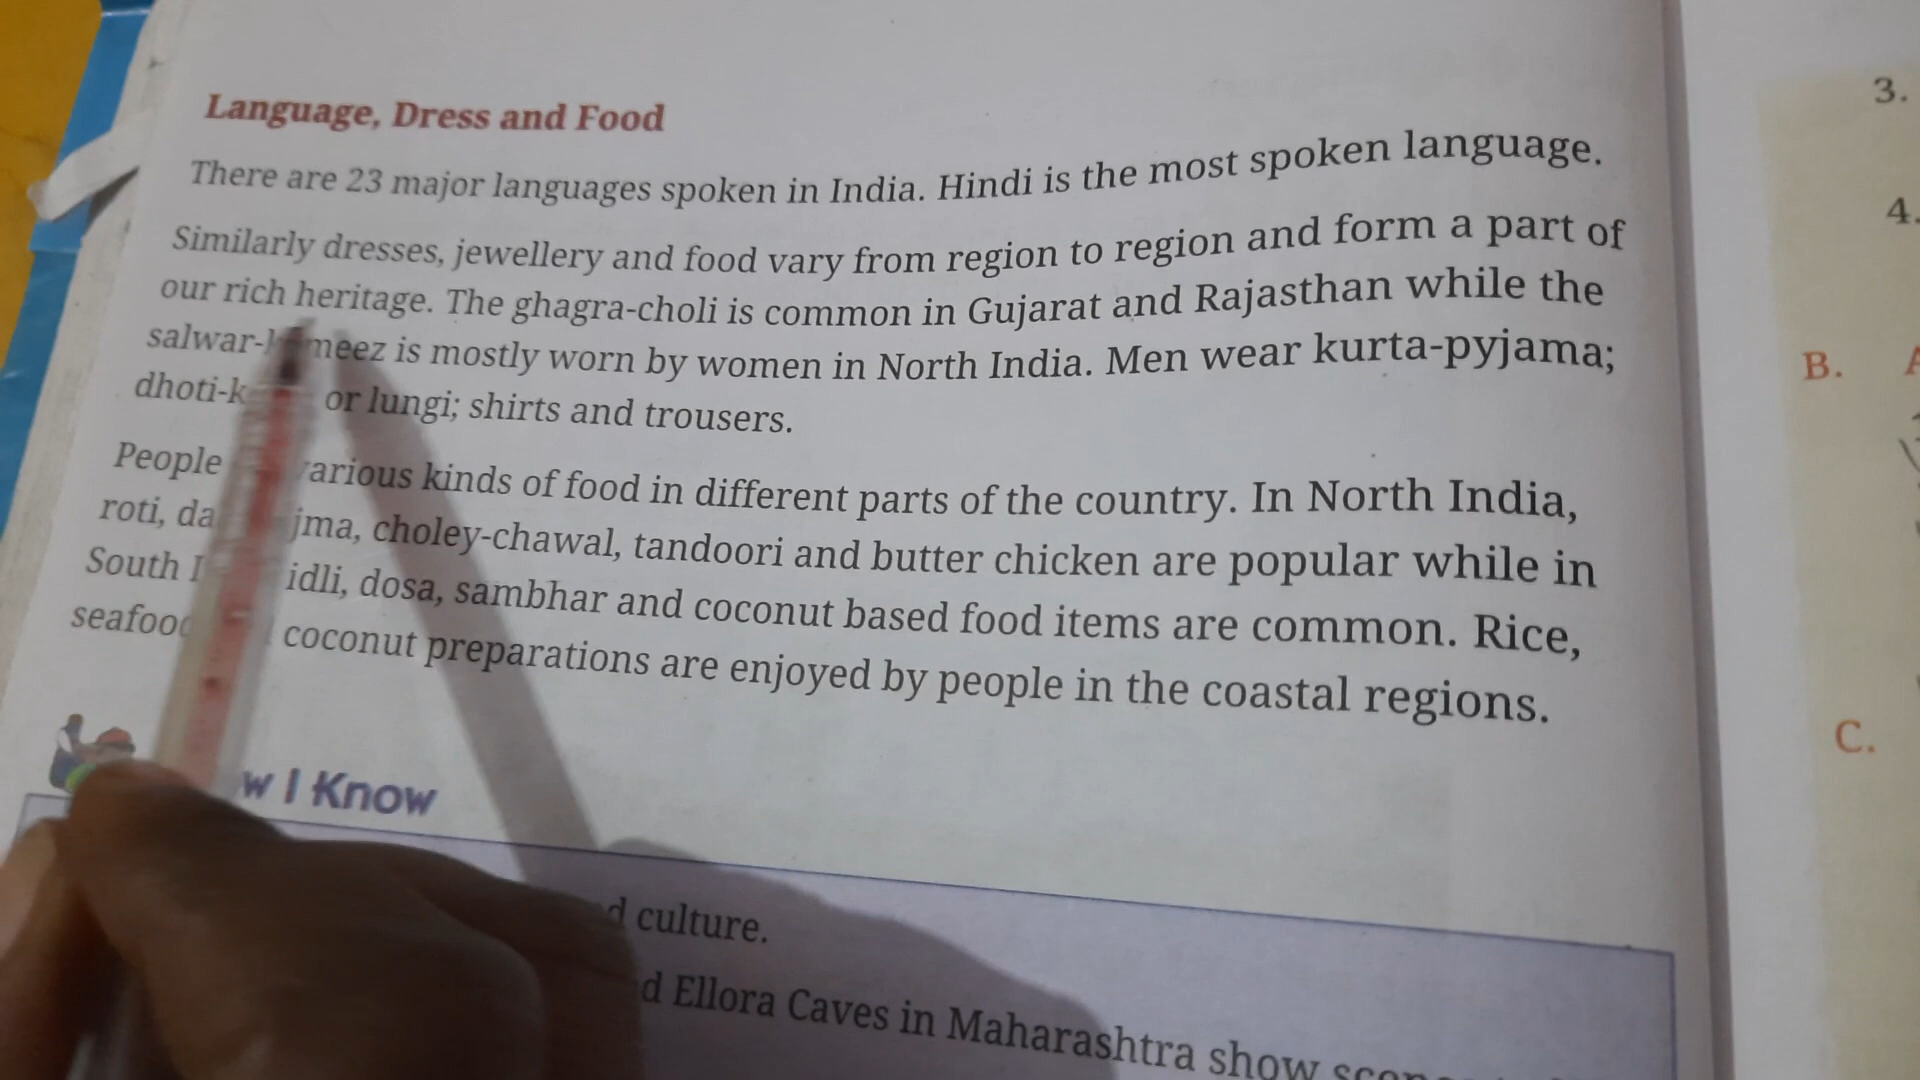 Language, Dress and Food
There are 23 major languages spoken in India. Hindi is the most spoken language.
Similarly dresses, jewellery and food vary from region to region and form a part of
our rich heritage. The ghagra-choli is common in Gujarat and Rajasthan while the
salwar- meez is mostly worn by women in North India. Men wear kurta-pyjama;
dhoti-k or lungi; shirts and trousers.
People arious kinds of food in different parts of the country. In North India,
roti, da jma, choley-chawal, tandoori and butter chicken are popular while in
South I idli, dosa, sambhar and coconut based food items are common. Rice,
seafood coconut preparations are enjoyed by people in the coastal regions.
w I Know
d culture.
d Ellora Caves in Maharashtra show
3.
4.
B.
C.